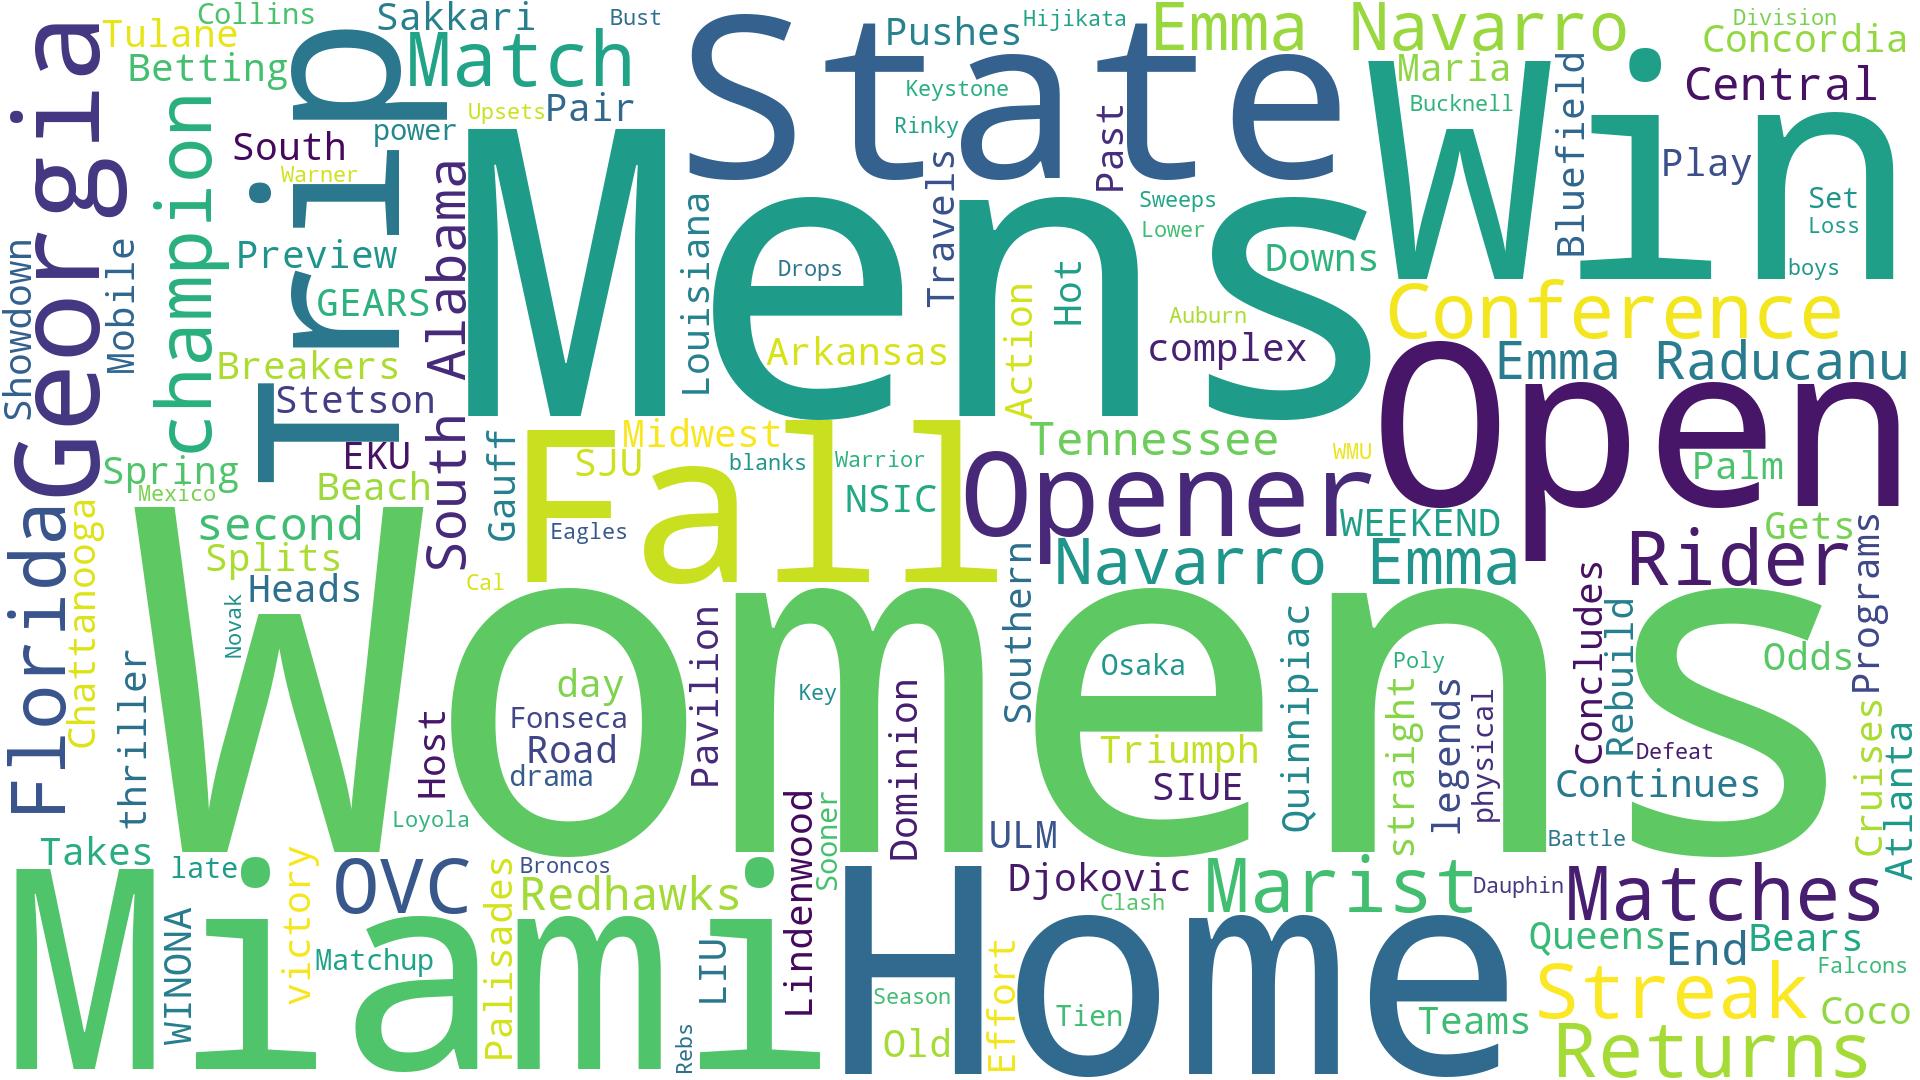 Collins
Sakkari
Bust
State
Pushes
Hijikata
Emma Navarro
Division
Concordia
Tulane
Betting
Match
Georgia
Trip
champion
Keystone
Win
Maria
Bucknell
Central
Upsets
Pair
power
Rinky
Past
Bluefield
South
Warner
Mens
Play
Travels
Sweeps
Lower
Set
Loss
Preview
South Alabama
Louisiana
Drops
Hot
Downs
boys
Showdown
Mobile
GEARS
Action
Auburn
Conference
Breakers
Arkansas
complex
Open
Emma Raducanu
Stetson
EKU
Fall
Midwest
Tennessee
WMU
Spring
Mexico
Beach
Gauff
SJU
blanks
Warrior
Opener
Palm
NSIC
WEEKEND
Florida
Chattanooga
second
Eagles
Gets
Splits
Heads
Cal
Southern
Navarro Emma
Rider
Programs
Womens
Novak
Pavilion
Concludes
Rebuild
thriller
Host
day
Key
Dominion
Osaka
Quinnipiac
Poly
Odds
Fonseca
Road
drama
Triumph
SIUE
straight
legends
physical
Defeat
Continues
Cruises
Atlanta
Loyola
Lindenwood
Sooner
ULM
Battle
Takes
late
OVC
Broncos
Redhawks
Djokovic
Clash
Marist
Dauphin
Matches
Miami
WINONA
victory
Matchup
Palisades
LIU
Home
Queens
End
Bears
Falcons
Season
Effort
Tien
Streak
Coco
Rebs
Old
Teams
Returns